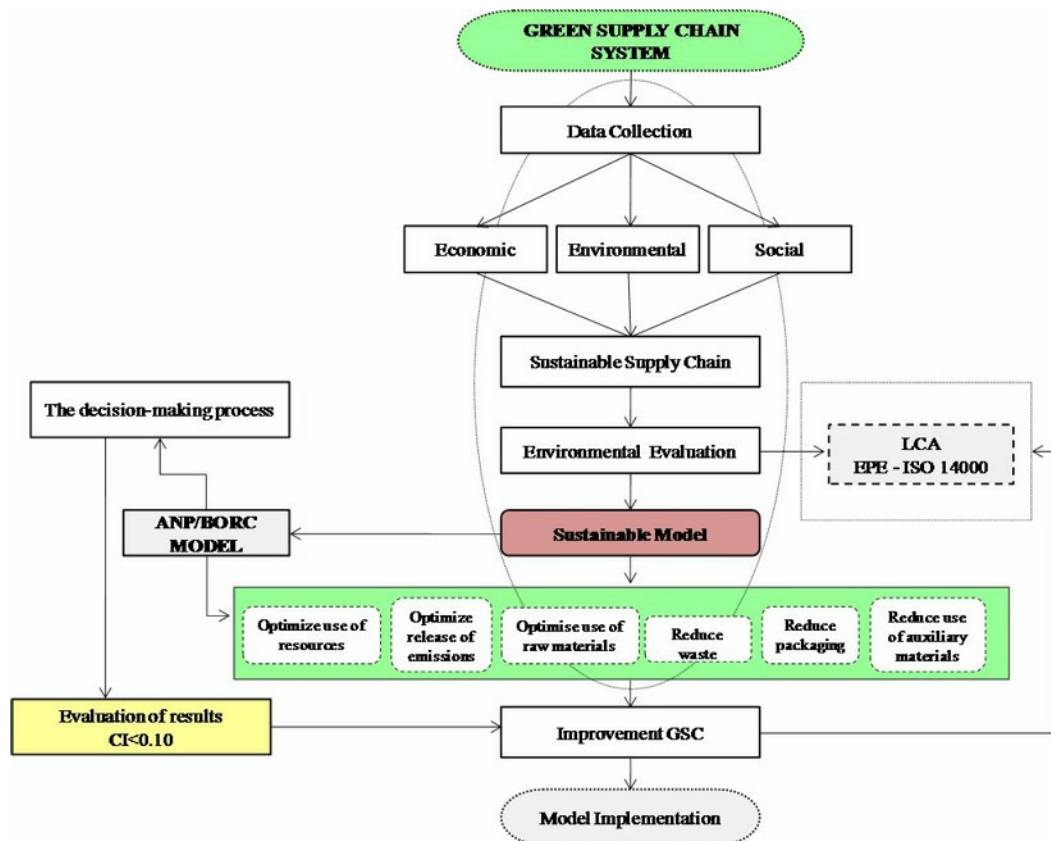 GREEN SUPPLY CHAIN
SYSTEM
Data Collection
Economic
Environmental
Social
Sustainable Supply Chain
The decision-making process
Environmental Evaluation
LCA
EPE - ISO 14000
ANP/BORC
MODEL
Sustainable Model
Optimize use of
resources
Optimize
release of
emissions
Optimise use of
raw materials
Reduce
waste
Reduce
packaging
Reduce use
of auxiliary
materials
Evaluation of results
CI<0.10
Improvement GSC
Model Implementation